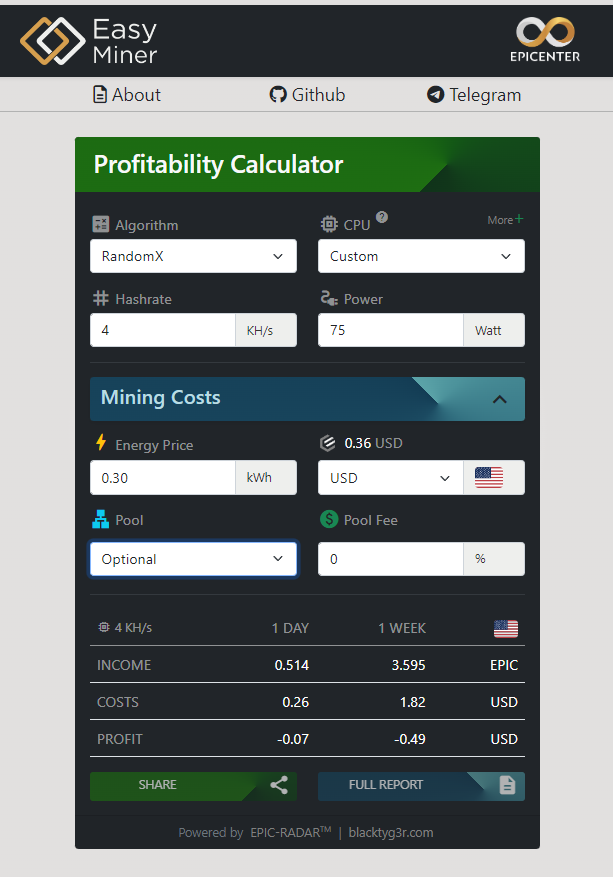 Easy
Miner
EPICENTER
About Github Telegram
Profitability Calculator
Algorithm CPU ? More+
RandomX Custom
Hashrate Power
4 KH/s 75 Watt
Mining Costs
Energy Price 0.36 USD
0.30 kWh USD
Pool Pool Fee
Optional 0 %
4 KH/s 1 DAY 1 WEEK
INCOME 0.514 3.595 EPIC
COSTS 0.26 1.82 USD
PROFIT -0.07 -0.49 USD
SHARE FULL REPORT
Powered by EPIC-RADAR™ | blacktyg3r.com